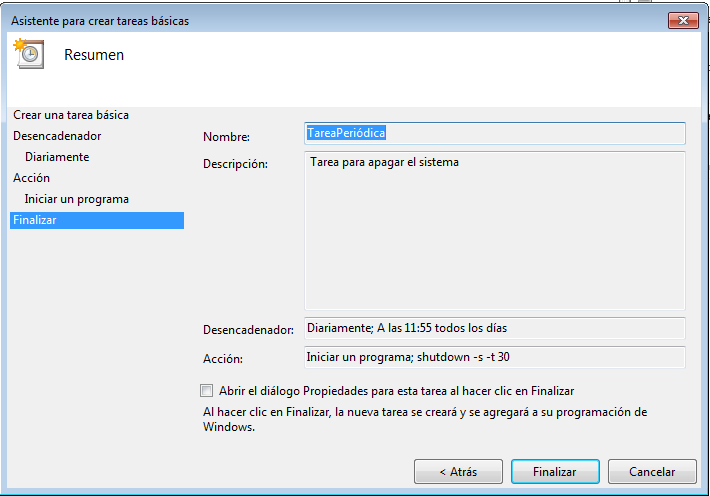 Asistente para crear tareas básicas
Resumen
Crear una tarea básica
Desencadenador
Diariamente
Acción
Iniciar un programa
Finalizar
Nombre:
TareaPeriódica
Descripción:
Tarea para apagar el sistema
Desencadenador:
Diariamente; A las 11:55 todos los días
Acción:
Iniciar un programa; shutdown -s -t 30
Abrir el diálogo Propiedades para esta tarea al hacer clic en Finalizar
Al hacer clic en Finalizar, la nueva tarea se creará y se agregará a su programación de
Windows.
< Atrás
Finalizar
Cancelar